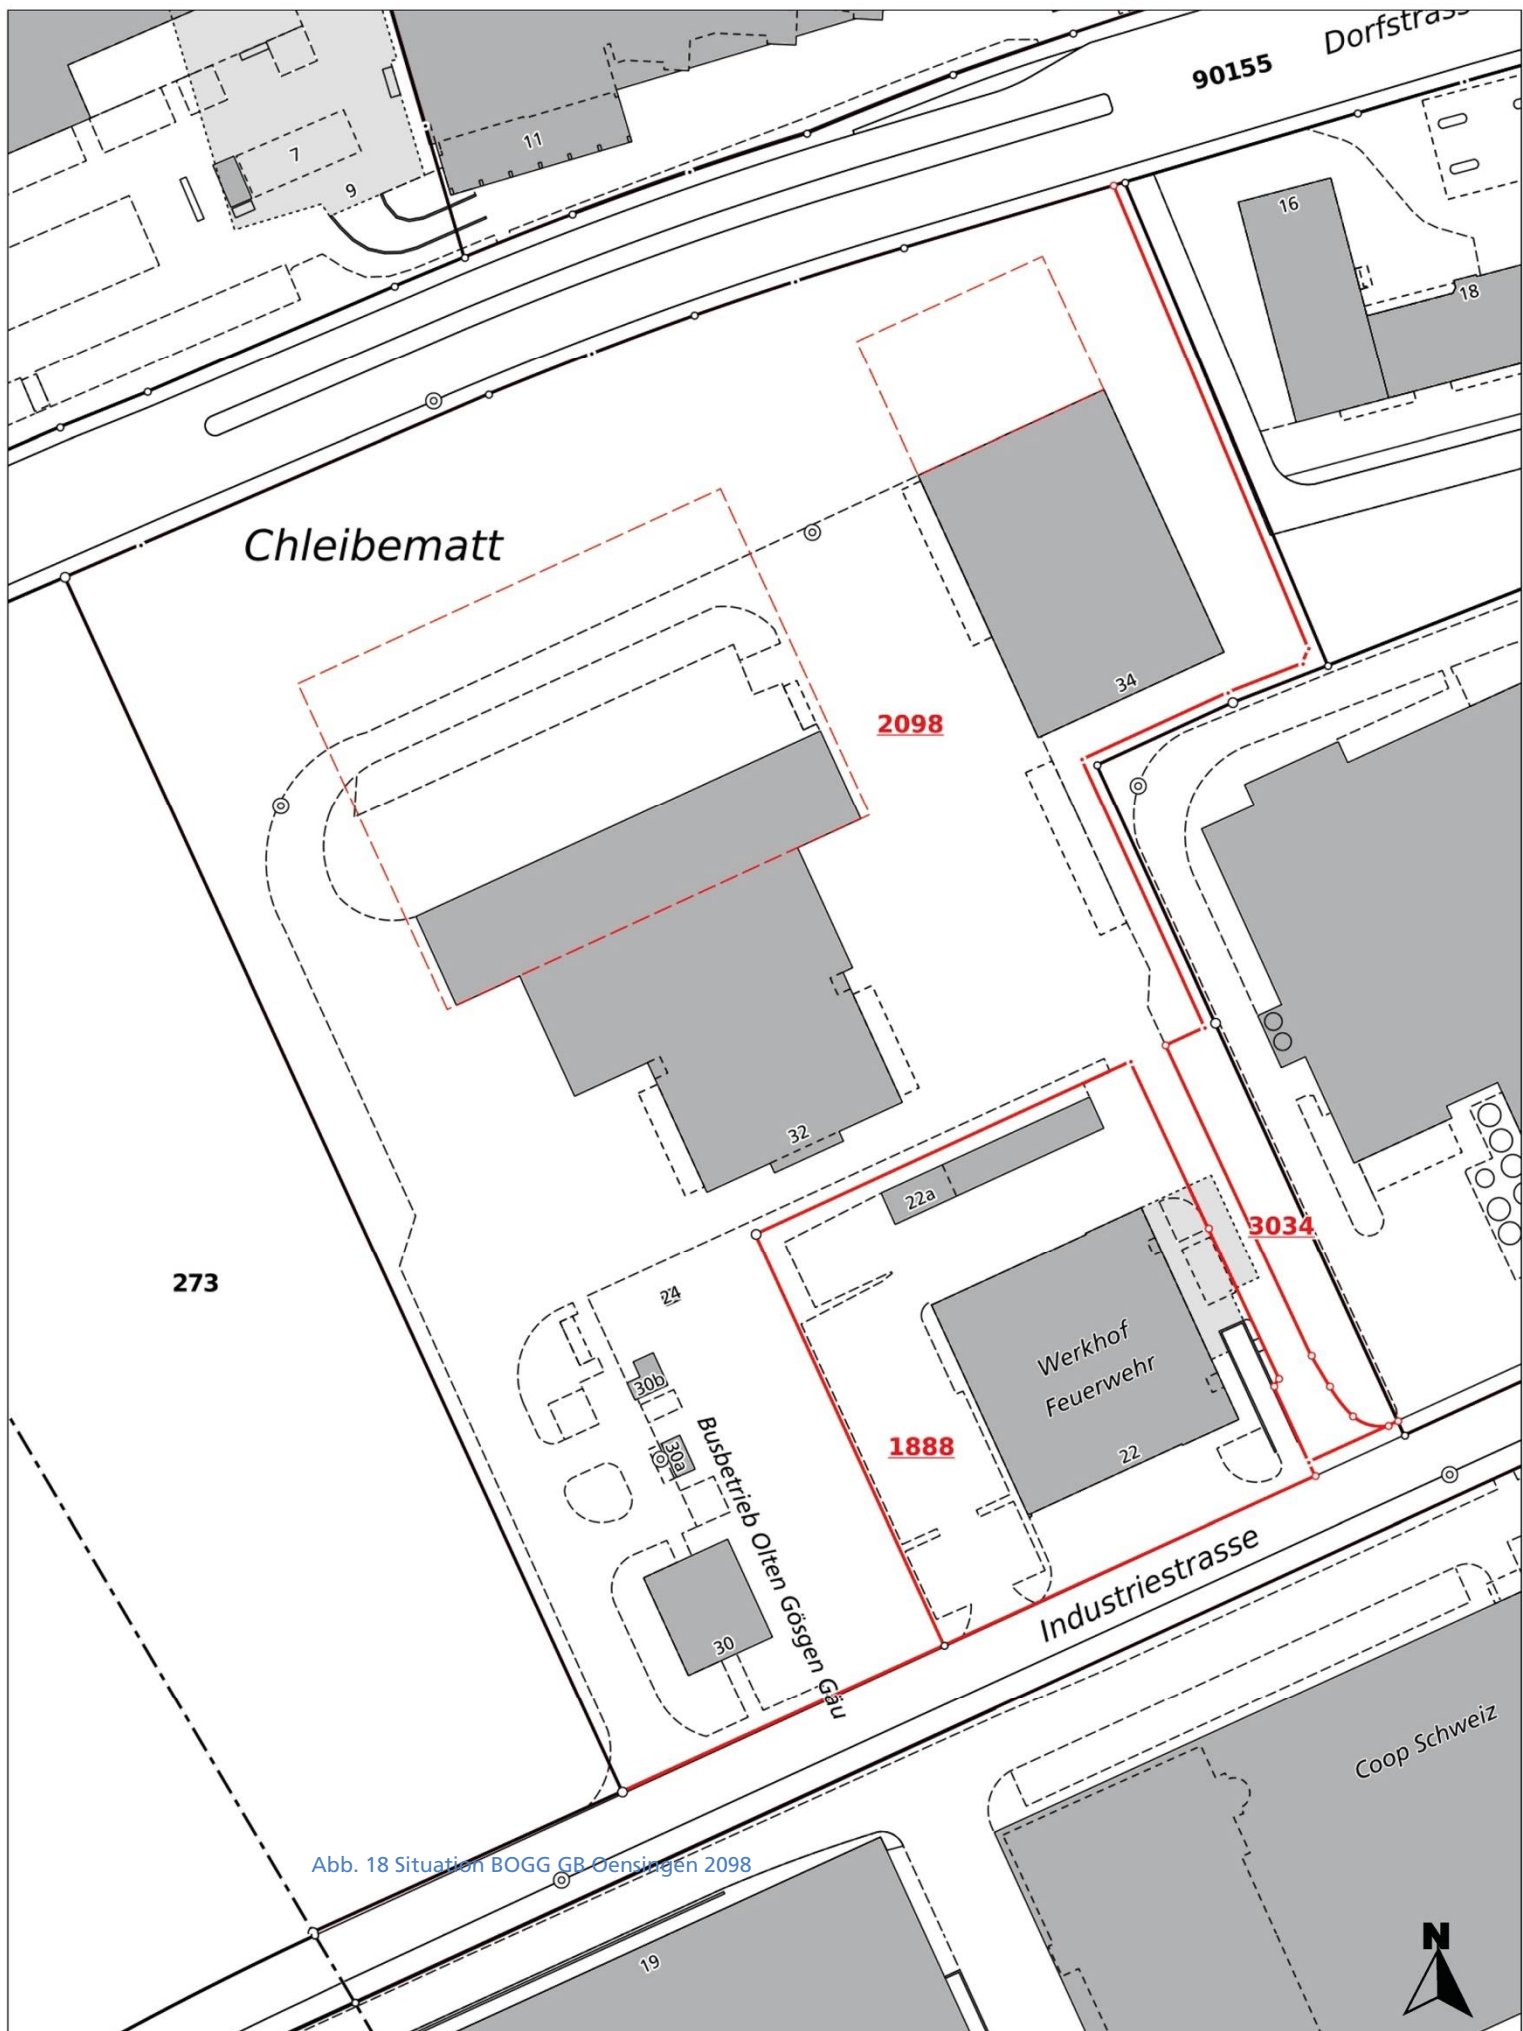 Dorfstrass
90155
11
7
9
16
18
Chleibematt
34
2098
32
22a
3034
273
24
30b
Werkhof
Feuerwehr
30a
1888
22
Busbetrieb Olten Gösgen Gäu
Industriestrasse
30
Coop Schweiz
Abb. 18 Situation BOGG GB Oensingen 2098
19
N